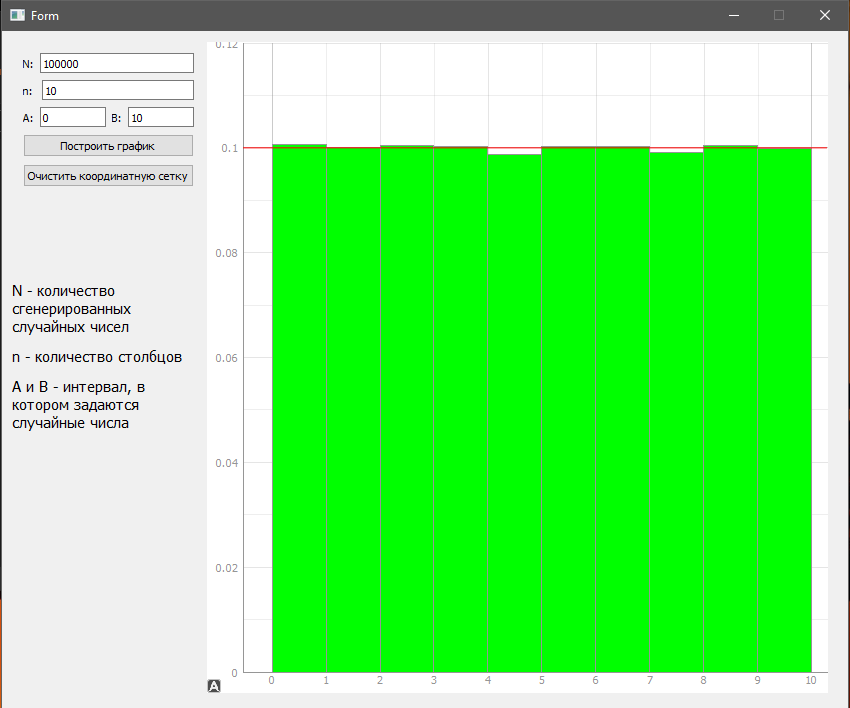 Form
N: 100000
n: 10
A: 0 B: 10
Построить график
Очистить координатную сетку
N - количество
сгенерированных
случайных чисел
n - количество столбцов
A и B - интервал, в
котором задаются
случайные числа
0.12
0.1
0.08
0.06
0.04
0.02
0
0 1 2 3 4 5 6 7 8 9 10
A